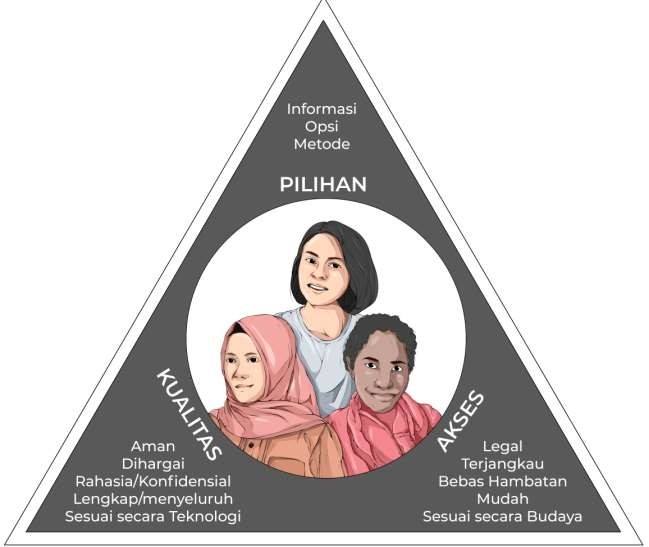 Informasi
Opsi
Metode
PILIHAN
KUALITAS
Aman
Dihargai
Rahasia/Konfidensial
Lengkap/menyeluruh
Sesuai secara Teknologi
AKSES
Legal
Terjangkau
Bebas Hambatan
Mudah
Sesuai secara Budaya